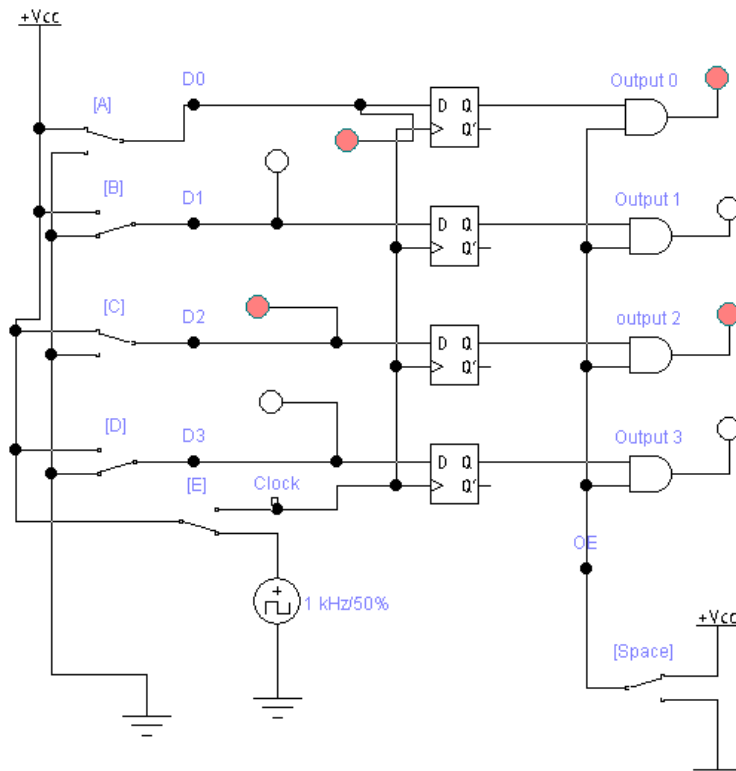 +Vcc
D0
[A]
D Q
Q'
Output 0
[B]
D1
D Q
Q'
Output 1
[C]
D2
D Q
Q'
output 2
[D]
D3
D Q
Q'
Output 3
[E]
Clock
OE
+
1 kHz/50%
+Vcc
[Space]